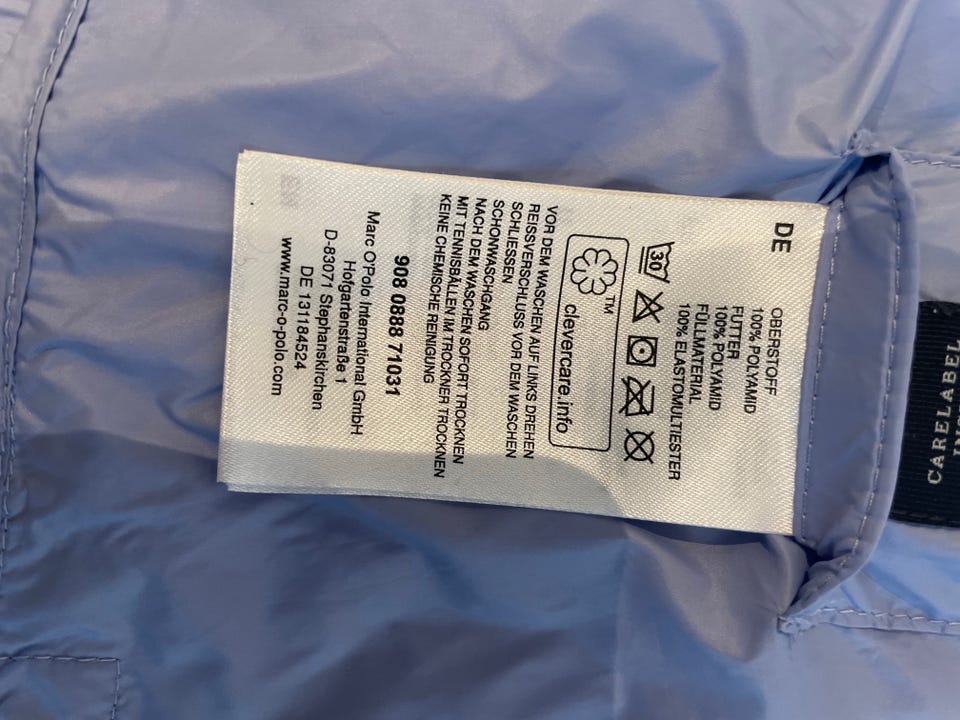 DE
OBERSTOFF
100% POLYAMID
FUTTER
100% POLYAMID
FÜLLMATERIAL
100% ELASTOMULTIESTER
30
clevercare.info
TM
VOR DEM WASCHEN AUF LINKS DREHEN
REISSVERSCHLUSS VOR DEM WASCHEN
SCHLIESSEN
SCHONWASCHGANG
NACH DEM WASCHEN SOFORT TROCKNEN
MIT TENNISBÄLLEN IM TROCKNER TROCKNEN
KEINE CHEMISCHE REINIGUNG
908 0888 71031
Marc O'Polo International GmbH
Hofgartenstraße 1
D-83071 Stephanskirchen
DE 131184524
www.marc-o-polo.com
CARELABEL